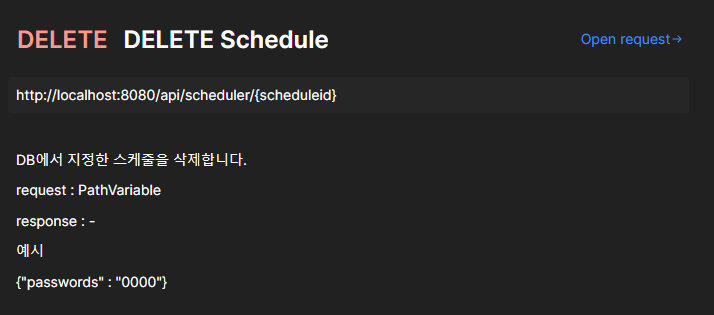 DELETE DELETE Schedule Open request→
http://localhost:8080/api/scheduler/{scheduleid}
DB에서 지정한 스케줄을 삭제합니다.
request : PathVariable
response : -
예시
{"passwords" : "0000"}